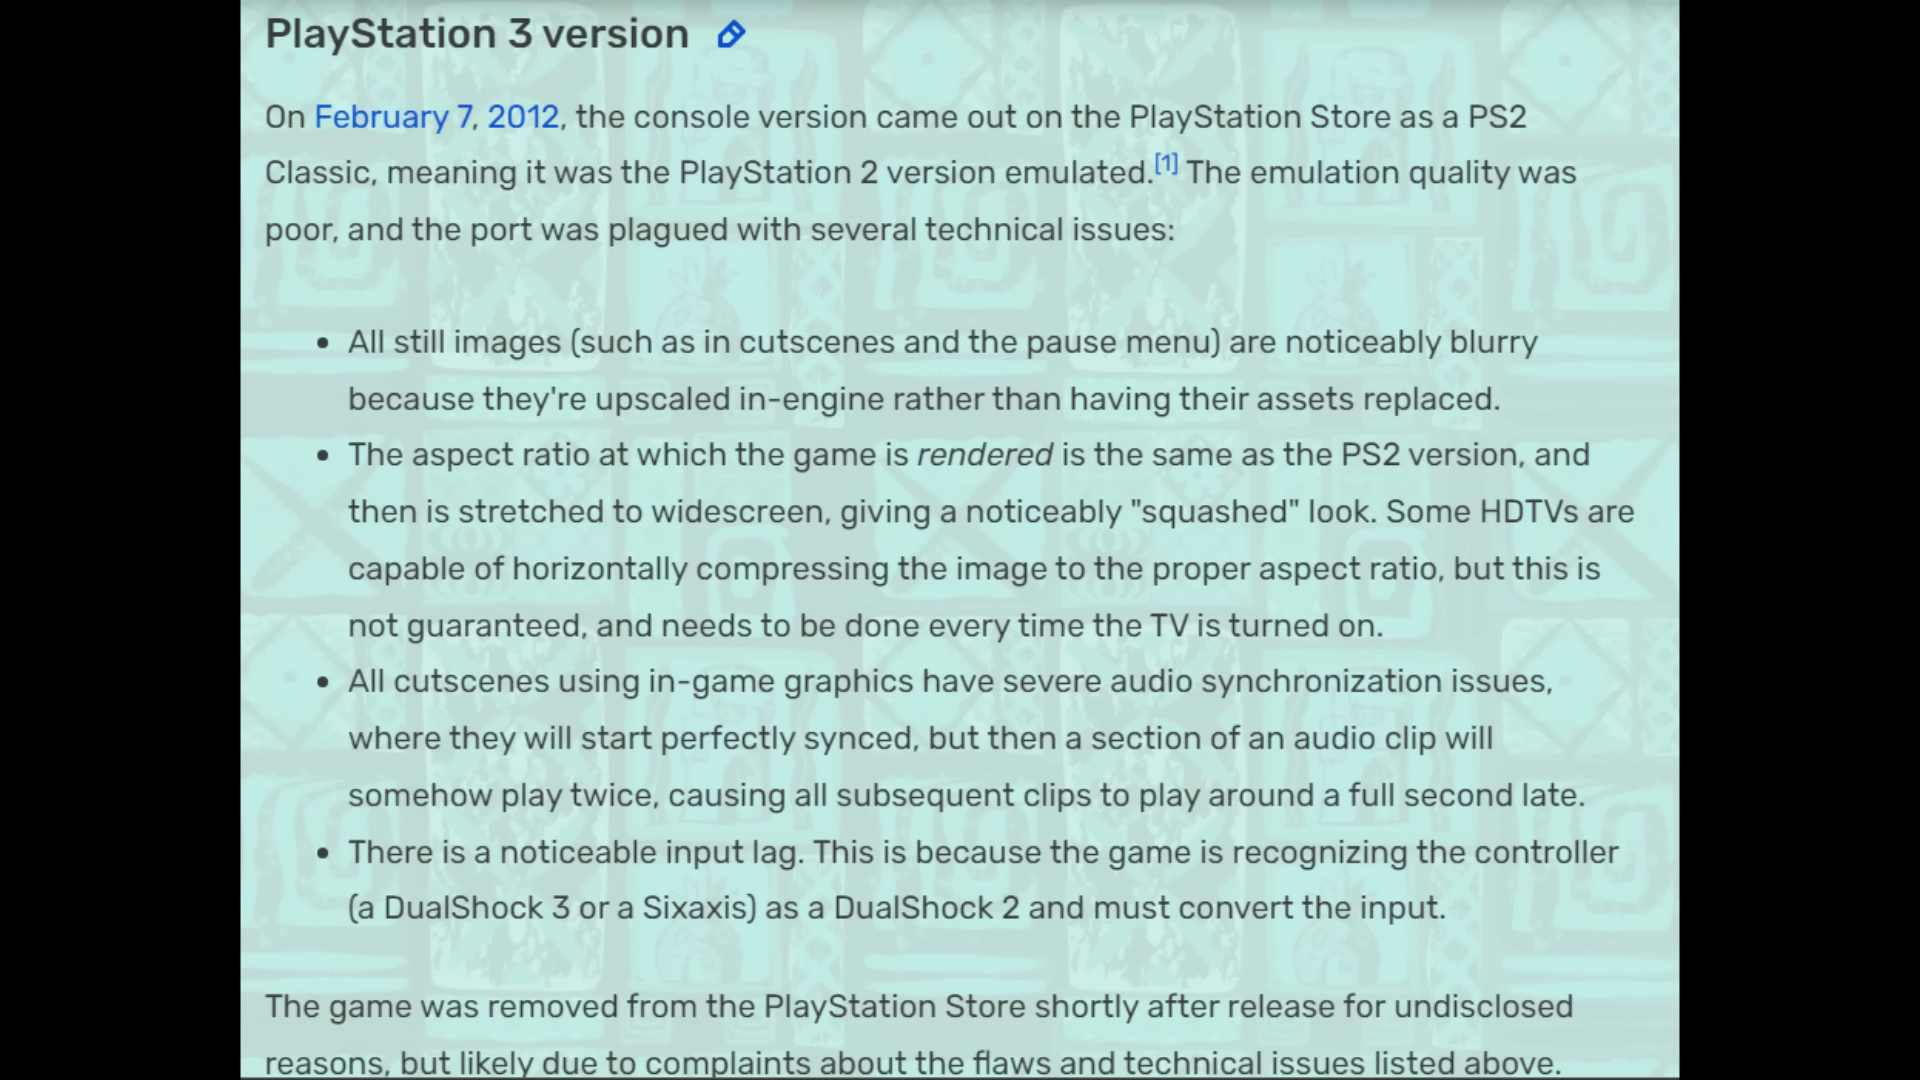 PlayStation 3 version
On February 7, 2012, the console version came out on the PlayStation Store as a PS2
Classic, meaning it was the PlayStation 2 version emulated.[1] The emulation quality was
poor, and the port was plagued with several technical issues:
• All still images (such as in cutscenes and the pause menu) are noticeably blurry
because they're upscaled in-engine rather than having their assets replaced.
• The aspect ratio at which the game is rendered is the same as the PS2 version, and
then is stretched to widescreen, giving a noticeably "squashed" look. Some HDTVs are
capable of horizontally compressing the image to the proper aspect ratio, but this is
not guaranteed, and needs to be done every time the TV is turned on.
• All cutscenes using in-game graphics have severe audio synchronization issues,
where they will start perfectly synced, but then a section of an audio clip will
somehow play twice, causing all subsequent clips to play around a full second late.
• There is a noticeable input lag. This is because the game is recognizing the controller
(a DualShock 3 or a Sixaxis) as a DualShock 2 and must convert the input.
The game was removed from the PlayStation Store shortly after release for undisclosed
reasons, but likely due to complaints about the flaws and technical issues listed above.